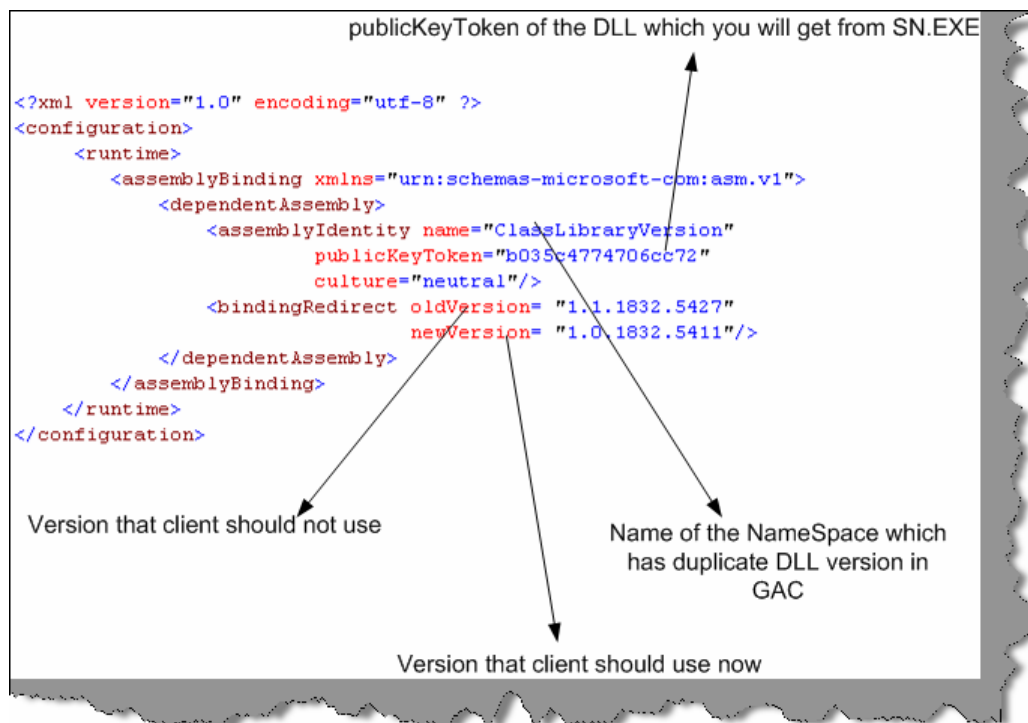 publicKeyToken of the DLL which you will get from SN.EXE
<?xml version="1.0" encoding="utf-8" ?>
<configuration>
<runtime>
<assemblyBinding xmlns="urn:schemas-microsoft-com:asm.v1">
<dependentAssembly>
<assemblyIdentity name="ClassLibraryVersion"
publicKeyToken="b035c4774706cc72"
culture="neutral"/>
<bindingRedirect oldVersion= "1.1.1832.5427"
newVersion= "1.0.1832.5411"/>
</dependentAssembly>
</assemblyBinding>
</runtime>
</configuration>
Version that client should not use
Name of the NameSpace which
has duplicate DLL version in
GAC
Version that client should use now